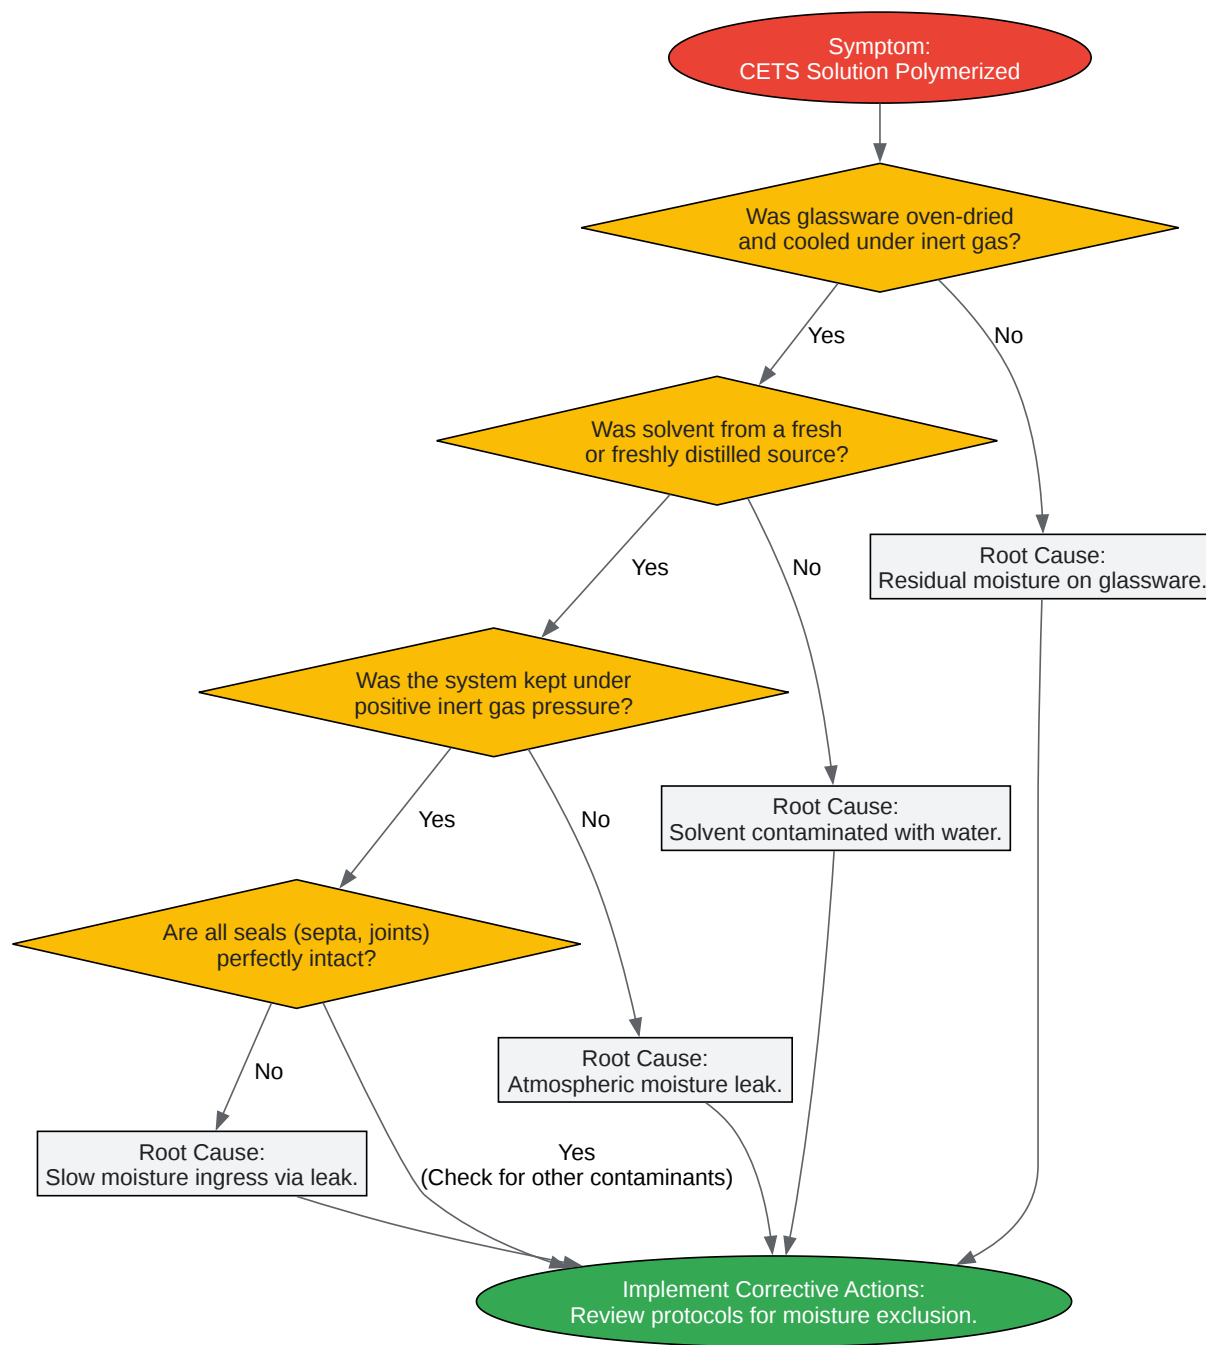 Symptom:
CETS Solution Polymerized
Was glassware oven-dried
and cooled under inert gas?
Yes
No
Was solvent from a fresh
or freshly distilled source?
Root Cause:
Residual moisture on glassware.
Yes
No
Was the system kept under
positive inert gas pressure?
Root Cause:
Solvent contaminated with water.
Yes
No
Are all seals (septa, joints)
perfectly intact?
Root Cause:
Atmospheric moisture leak.
No
Yes
(Check for other contaminants)
Root Cause:
Slow moisture ingress via leak.
Implement Corrective Actions:
Review protocols for moisture exclusion.